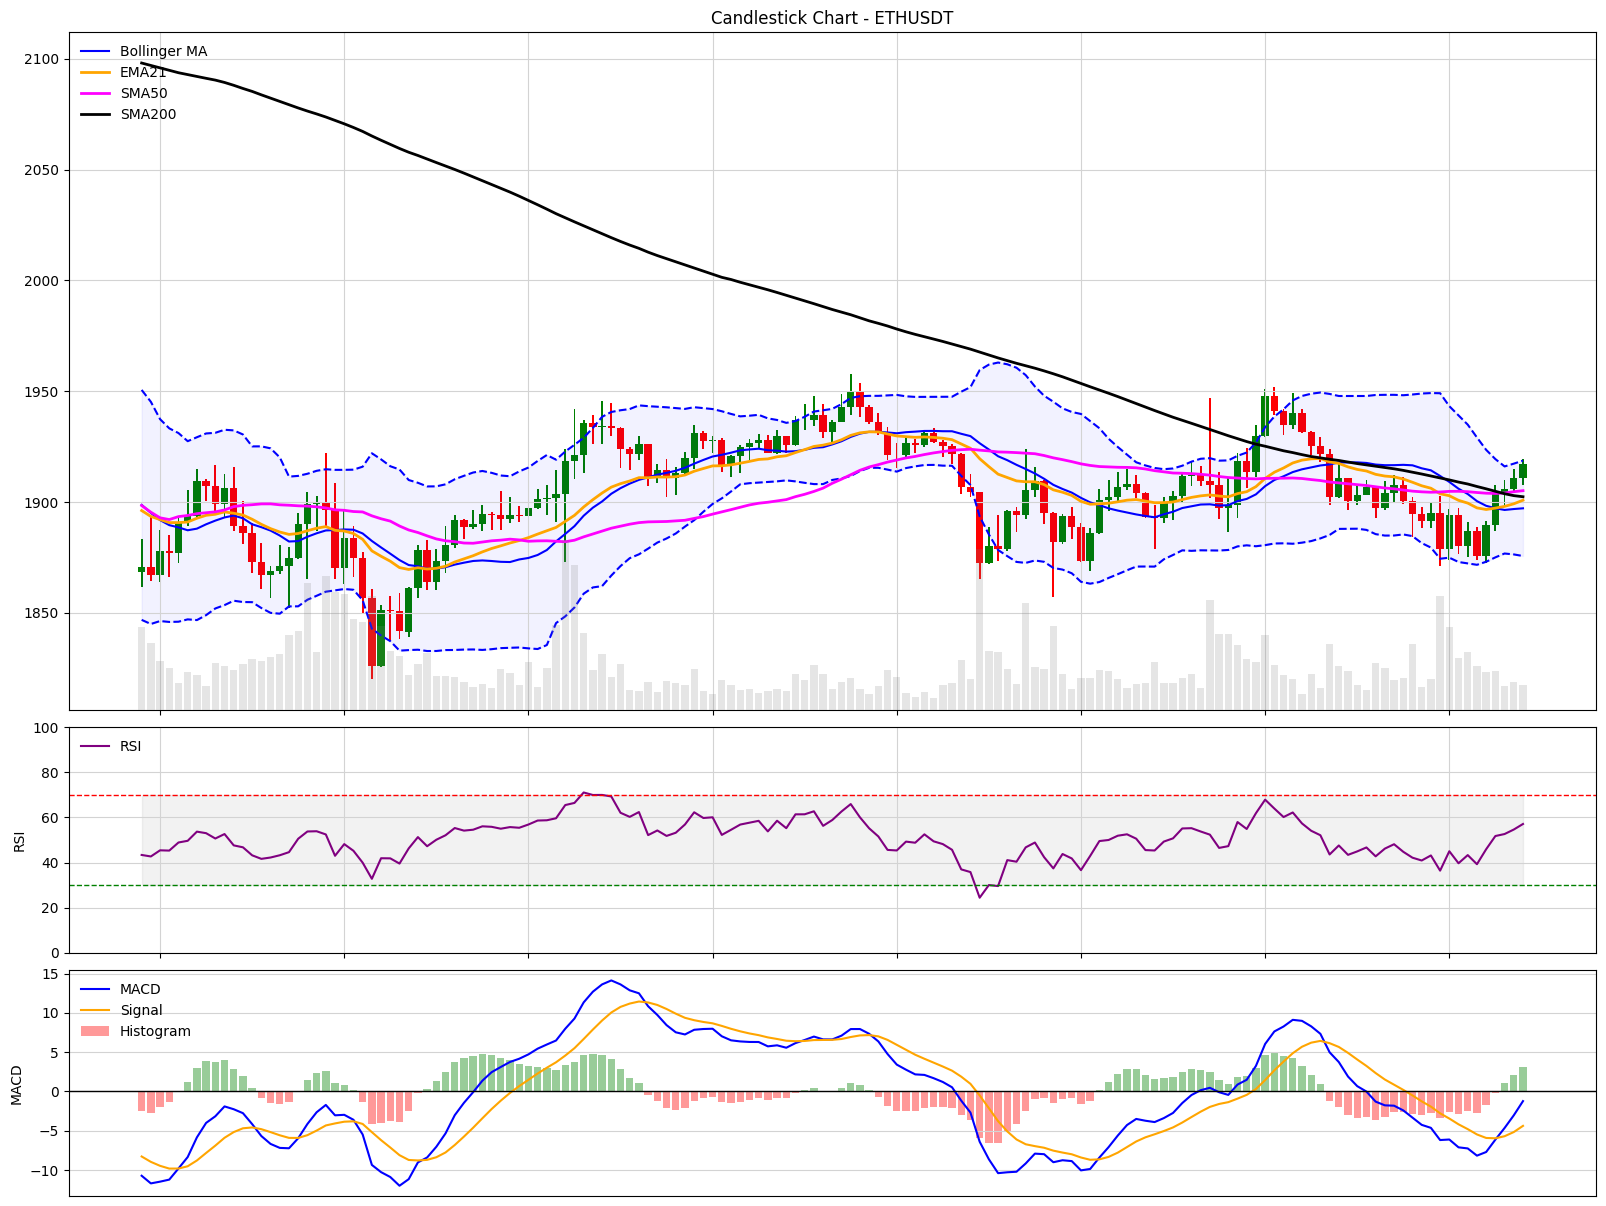 Candlestick Chart - ETHUSDT
Bollinger MA
EMA21
SMA50
SMA200
2100
2050
2000
1950
1900
1850
RSI
100
80
60
40
20
0
RSI
MACD
Signal
Histogram
15
10
5
0
−5
−10
MACD